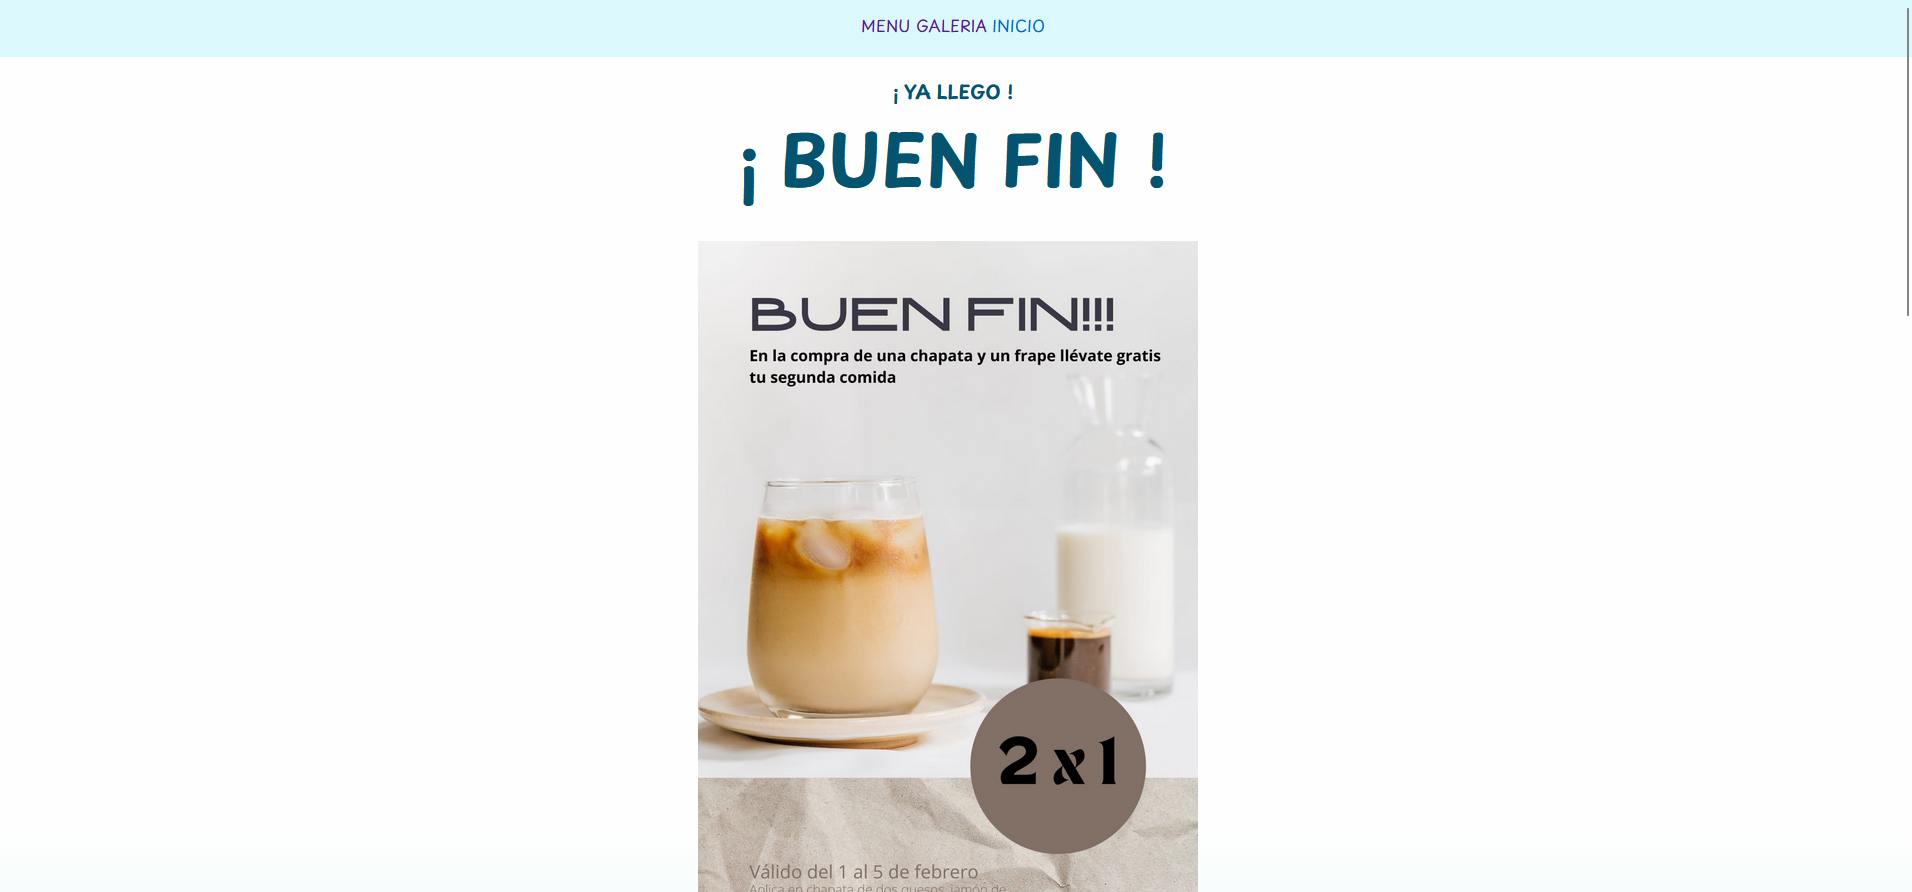 MENU GALERIA INICIO
¡ YA LLEGO !
¡ BUEN FIN !
BUEN FIN!!!
En la compra de una chapata y un frape llévate gratis
tu segunda comida
2 x 1
Válido del 1 al 5 de febrero
Aplica en chapata de dos quesos, jamón de